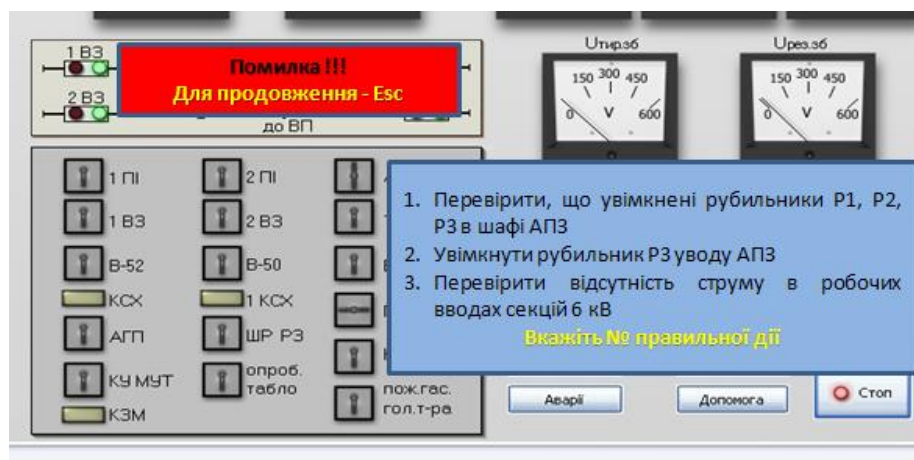 1 ВЗ
Помилка !!!
Для продовження - Esc
2 ВЗ
до ВП
Uтир.зб
150 300 450
0 V 600
Uрез.зб
150 300 450
0 V 600
1 ПІ
2 ПІ
1 ВЗ
2 ВЗ
В-52
В-50
КСХ
1 КСХ
АГП
ШР РЗ
КУ МУТ
опроб.
табло
КЗМ
пож.гас.
гол.т-ра
1. Перевірити, що увімкнені рубильники Р1, Р2,
Р3 в шафі АПЗ
2. Увімкнути рубильник Р3 уводу АПЗ
3. Перевірити відсутність струму в робочих
вводах секцій 6 кВ
Вкажіть № правильної дії
Аварії
Допомога
Стоп